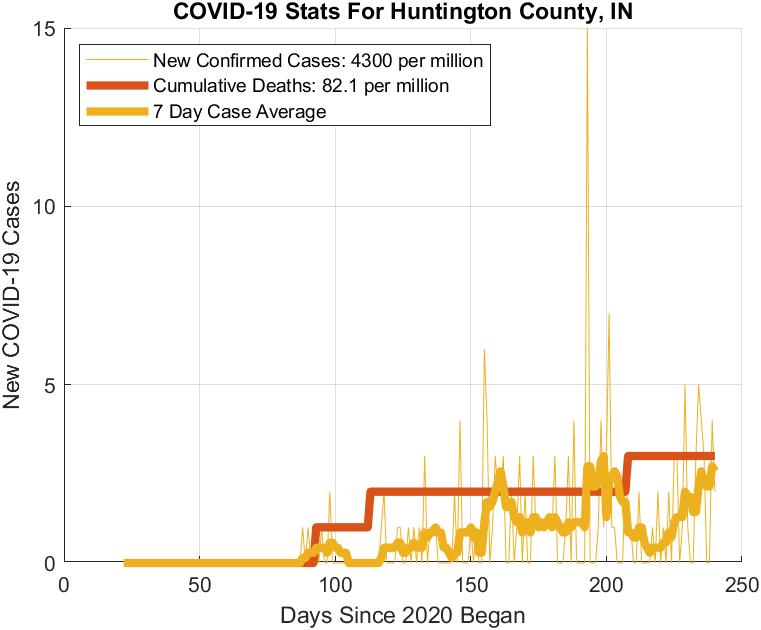 COVID-19 Stats For Huntington County, IN
15
New Confirmed Cases: 4300 per million
Cumulative Deaths: 82.1 per million
7 Day Case Average
10
5
0
New COVID-19 Cases
0 50 100 150 200 250
Days Since 2020 Began